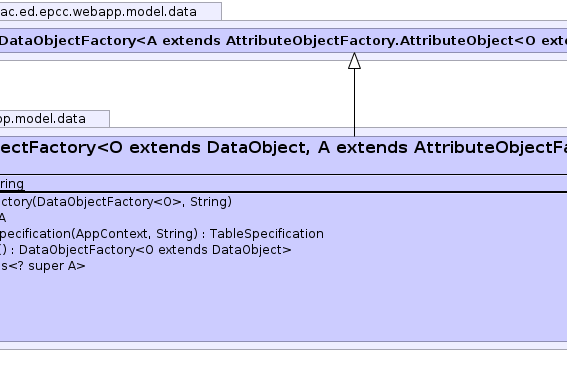 ac.ed.epcc.webapp.model.data
DataObjectFactory<A extends AttributeObjectFactory.AttributeObject<O exte
pp.model.data
ectFactory<O extends DataObject, A extends AttributeObjectFa
ring
ctory(DataObjectFactory<O>, String)
A
pecification(AppContext, String) : TableSpecification
() : DataObjectFactory<O extends DataObject>
s<? super A>